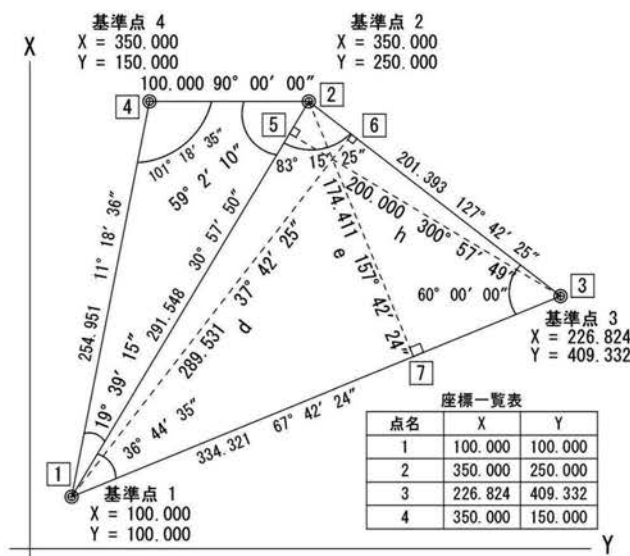 基準点 4
X = 350.000
Y = 150.000
基準点 2
X = 350.000
Y = 250.000
X
100.000 90° 00′ 00″
4
2
5
6
101° 18′ 35″
59° 2′ 10″
83° 15′ 25″
201.393 127° 42′ 25″
200.000 300° 57′ 49″
h
174.411 157° 42′ 24″
e
254.951 11° 18′ 36″
291.548 30° 57′ 50″
289.531 37° 42′ 25″
d
60° 00′ 00″
3
基準点 3
X = 226.824
Y = 409.332
19° 39′ 15″
36° 44′ 35″
334.321 67° 42′ 24″
7
1
基準点 1
X = 100.000
Y = 100.000
座標一覧表
点名 X Y
1 100.000 100.000
2 350.000 250.000
3 226.824 409.332
4 350.000 150.000
Y